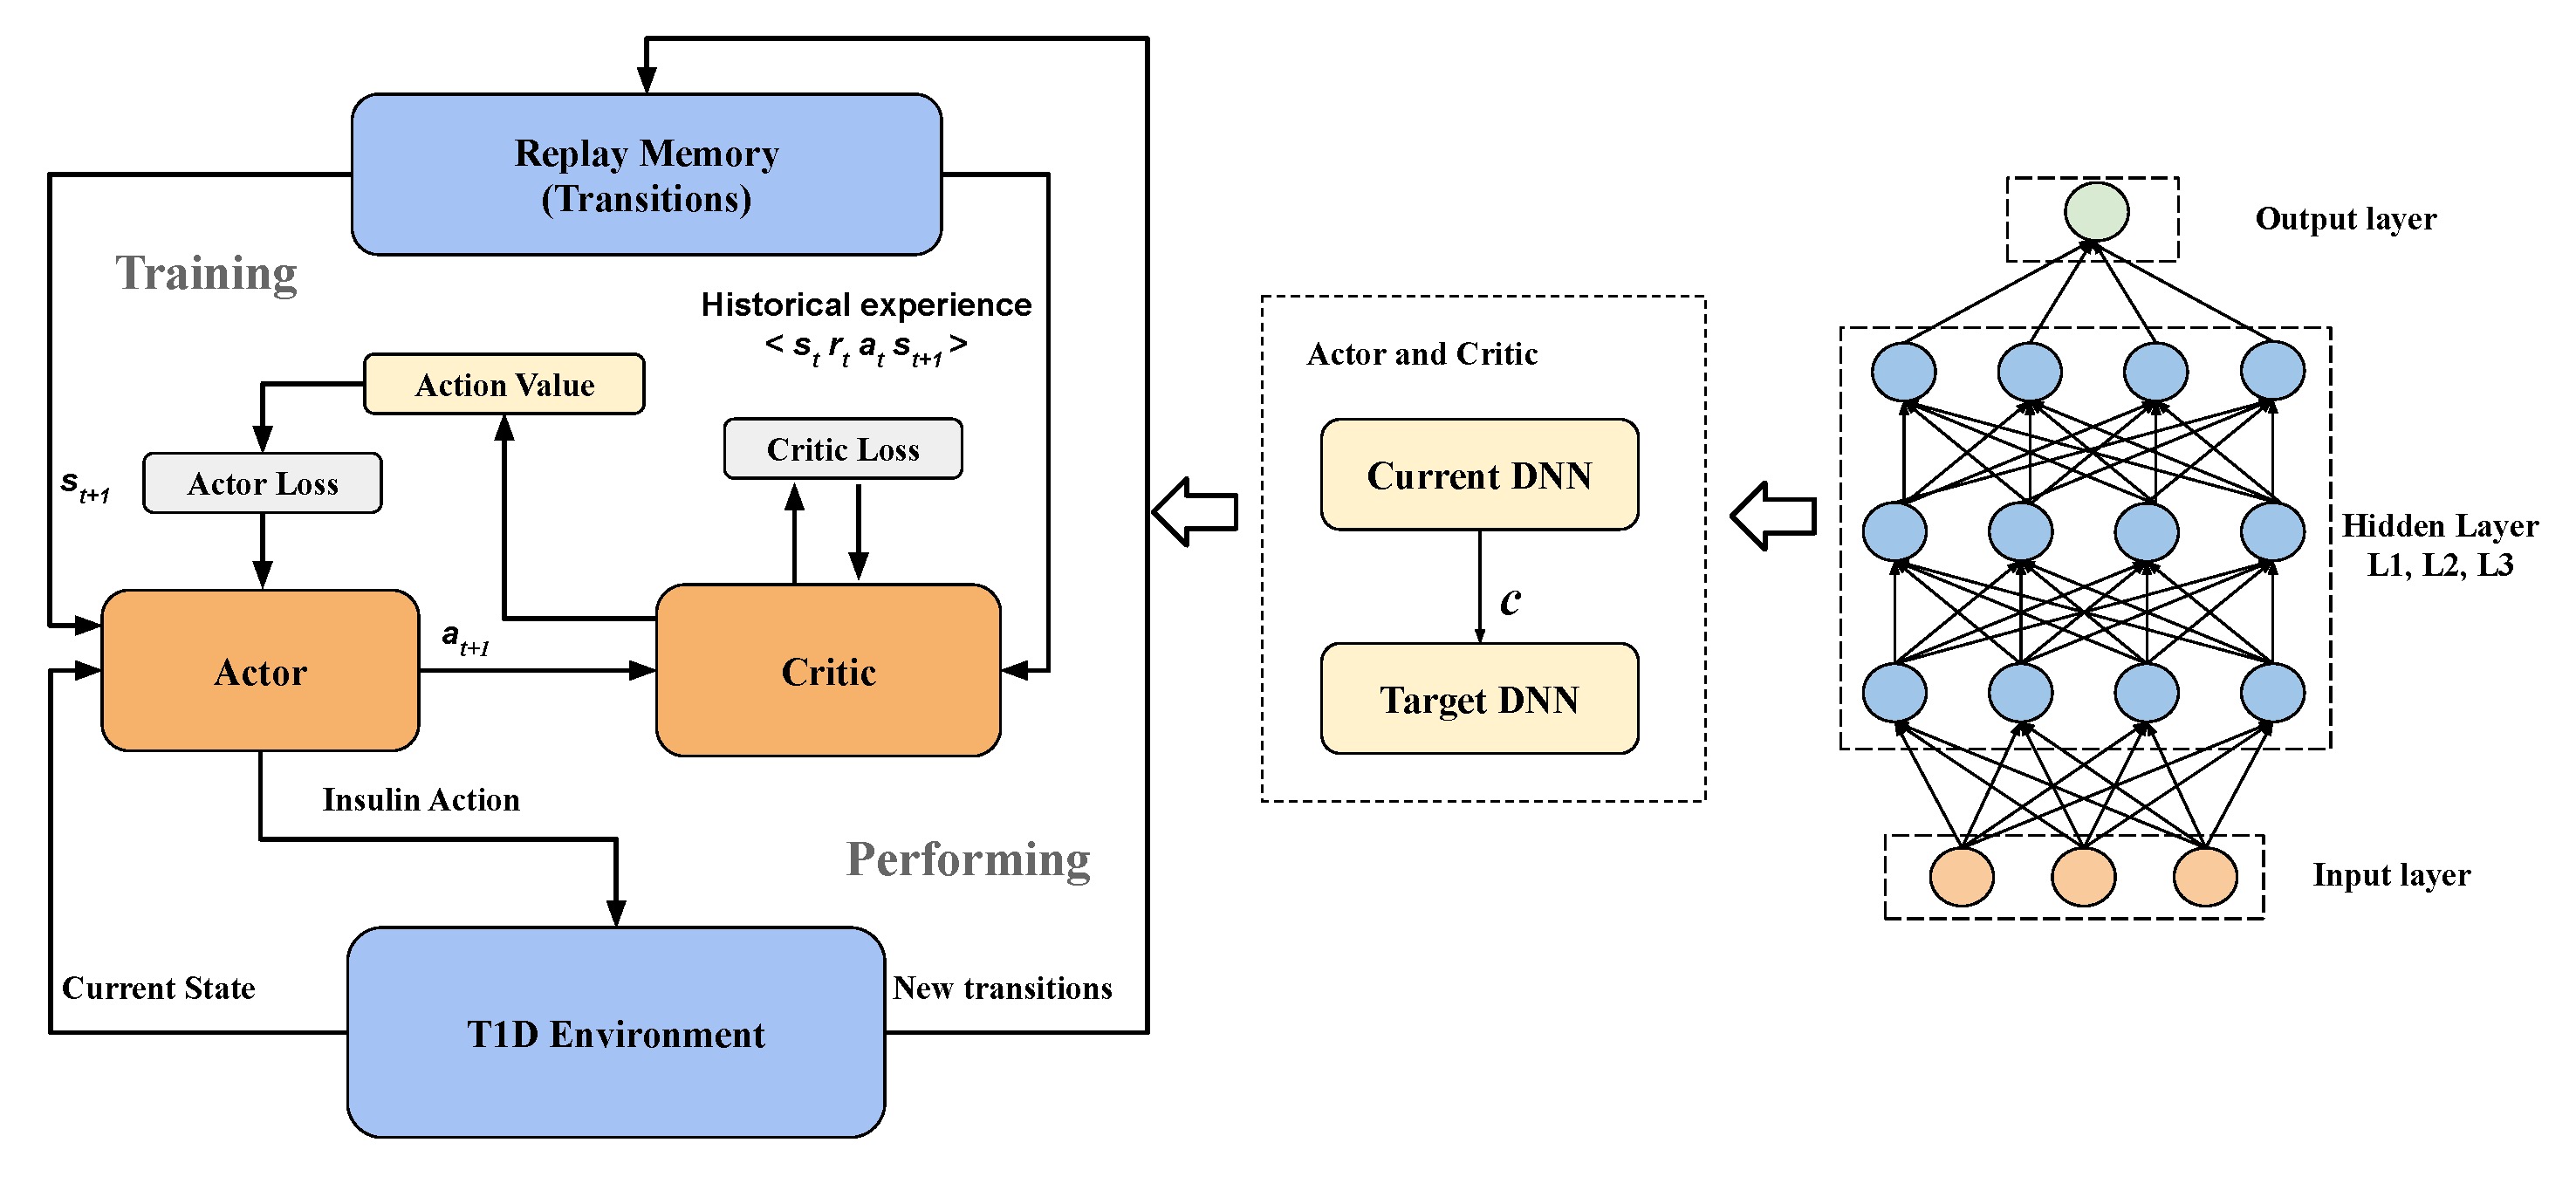 Replay Memory
(Transitions)
Training
Historical experience
< s_t r_t a_t s_{t+1} >
Action Value
Critic Loss
Actor Loss
s_{t+1}
a_{t+1}
Actor
Critic
Insulin Action
Performing
Current State
New transitions
T1D Environment
Actor and Critic
Current DNN
c
Target DNN
Output layer
Hidden Layer
L1, L2, L3
Input layer